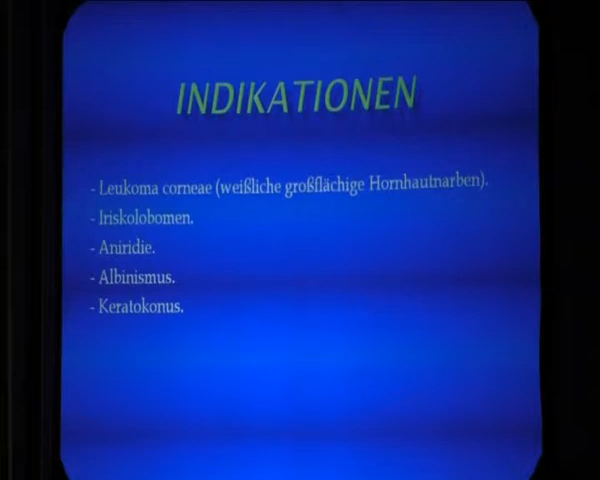 INDIKATIONEN
- Leukoma corneae (weißliche großflächige Hornhautnarben).
- Iriskolobomen.
- Aniridie.
- Albinismus.
- Keratokonus.